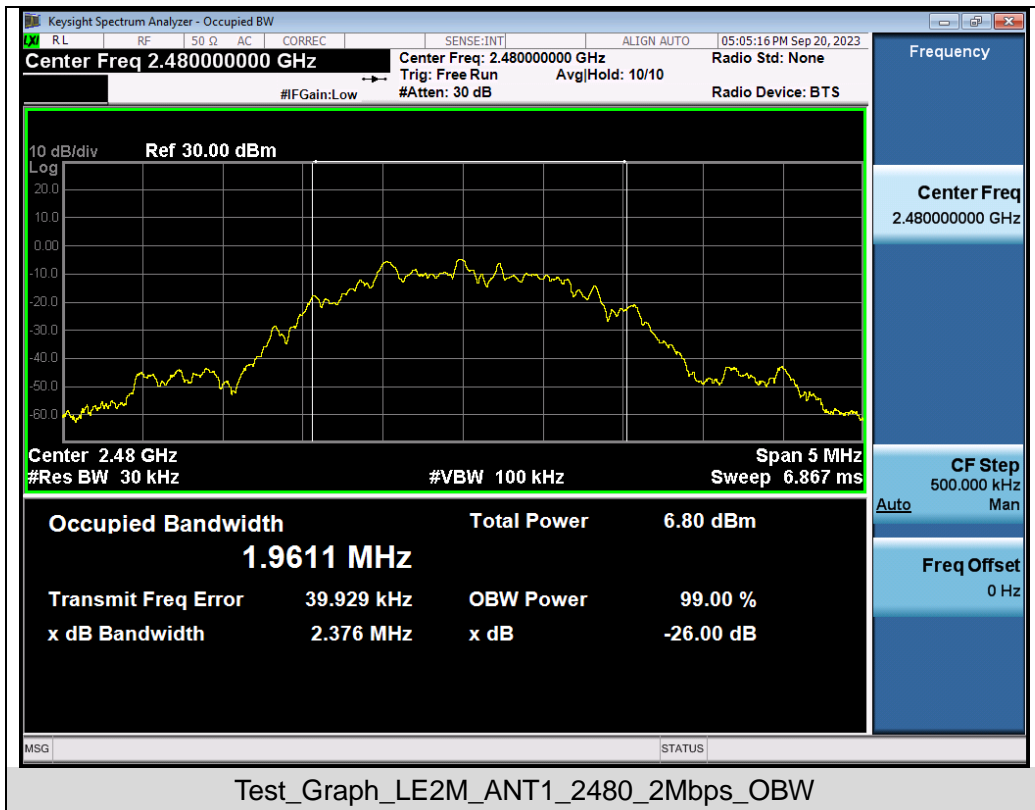 Keysight Spectrum Analyzer - Occupied BW
LXI RL RF 50 Ω AC CORREC SENSE:INT ALIGN AUTO 05:05:16 PM Sep 20, 2023
Center Freq 2.480000000 GHz
Center Freq: 2.480000000 GHz
Radio Std: None
Trig: Free Run
Avg|Hold: 10/10
#IFGain:Low
#Atten: 30 dB
Radio Device: BTS
10 dB/div
Ref 30.00 dBm
Log
20.0
10.0
0.00
-10.0
-20.0
-30.0
-40.0
-50.0
-60.0
Center 2.48 GHz
Span 5 MHz
#Res BW 30 kHz
#VBW 100 kHz
Sweep 6.867 ms
Occupied Bandwidth
1.9611 MHz
Total Power 6.80 dBm
Transmit Freq Error 39.929 kHz
OBW Power 99.00 %
x dB Bandwidth 2.376 MHz
x dB -26.00 dB
Frequency
Center Freq
2.480000000 GHz
CF Step
500.000 kHz
Auto Man
Freq Offset
0 Hz
MSG
STATUS
Test_Graph_LE2M_ANT1_2480_2Mbps_OBW